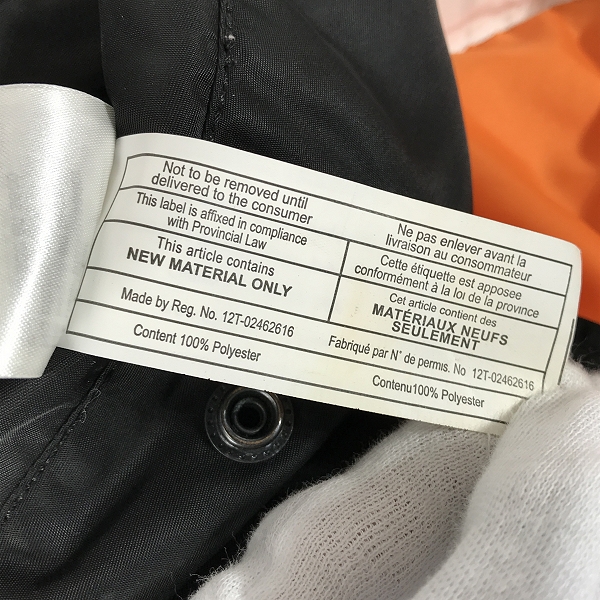 Not to be removed until
delivered to the consumer
This label is affixed in compliance
with Provincial Law
This article contains
NEW MATERIAL ONLY
Made by Reg. No. 12T-02462616
Content 100% Polyester
Ne pas enlever avant la
livraison au consommateur
Cette étiquette est apposee
conformément à la loi de la province
Cet article contient des
MATÉRIAUX NEUFS
SEULEMENT
Fabriqué par N° de permis. No 12T-02462616
Contenu100% Polyester